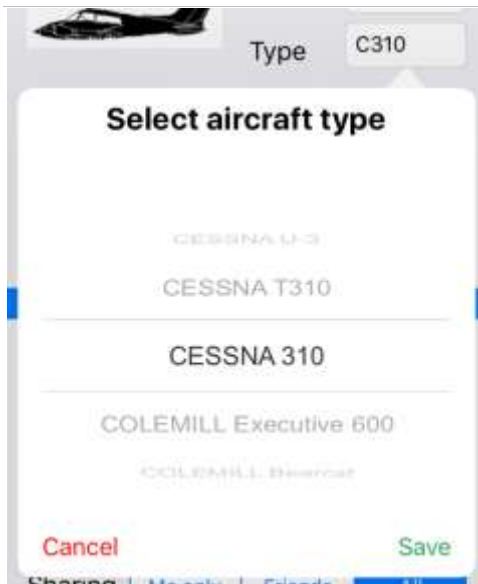 Type
C310
Select aircraft type
CESSNA U-3
CESSNA T310
CESSNA 310
COLEMILL Executive 600
COLEMILL Bearcat
Cancel
Save
Sharing
Me only
Friends
All